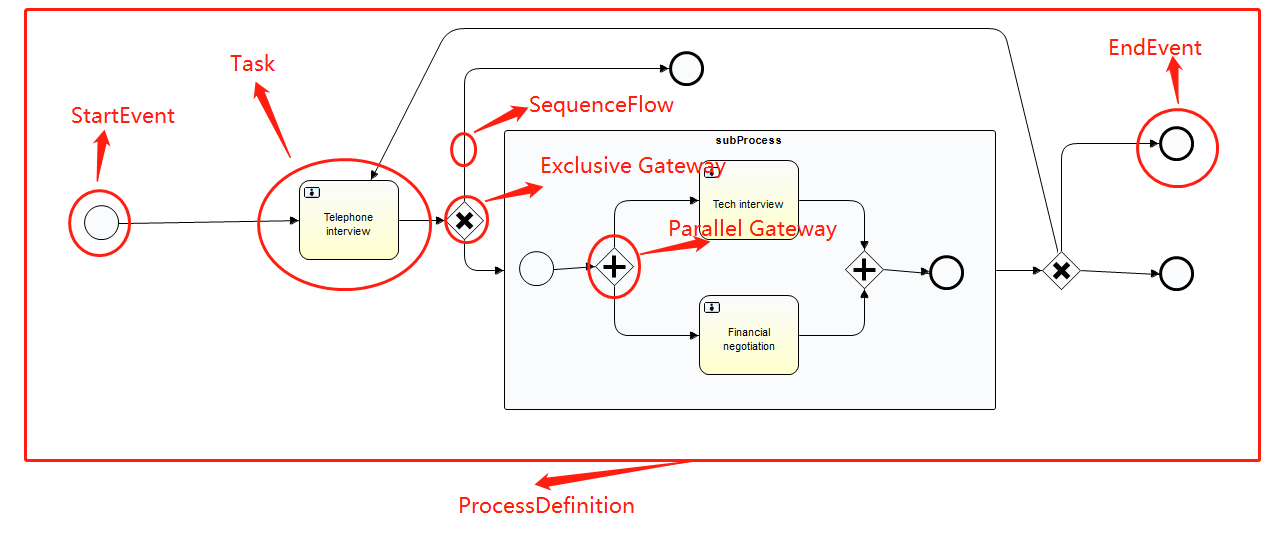 EndEvent
Task
SequenceFlow
StartEvent
subProcess
Exclusive Gateway
Tech interview
Telephone
interview
Parallel Gateway
Financial
negotiation
ProcessDefinition